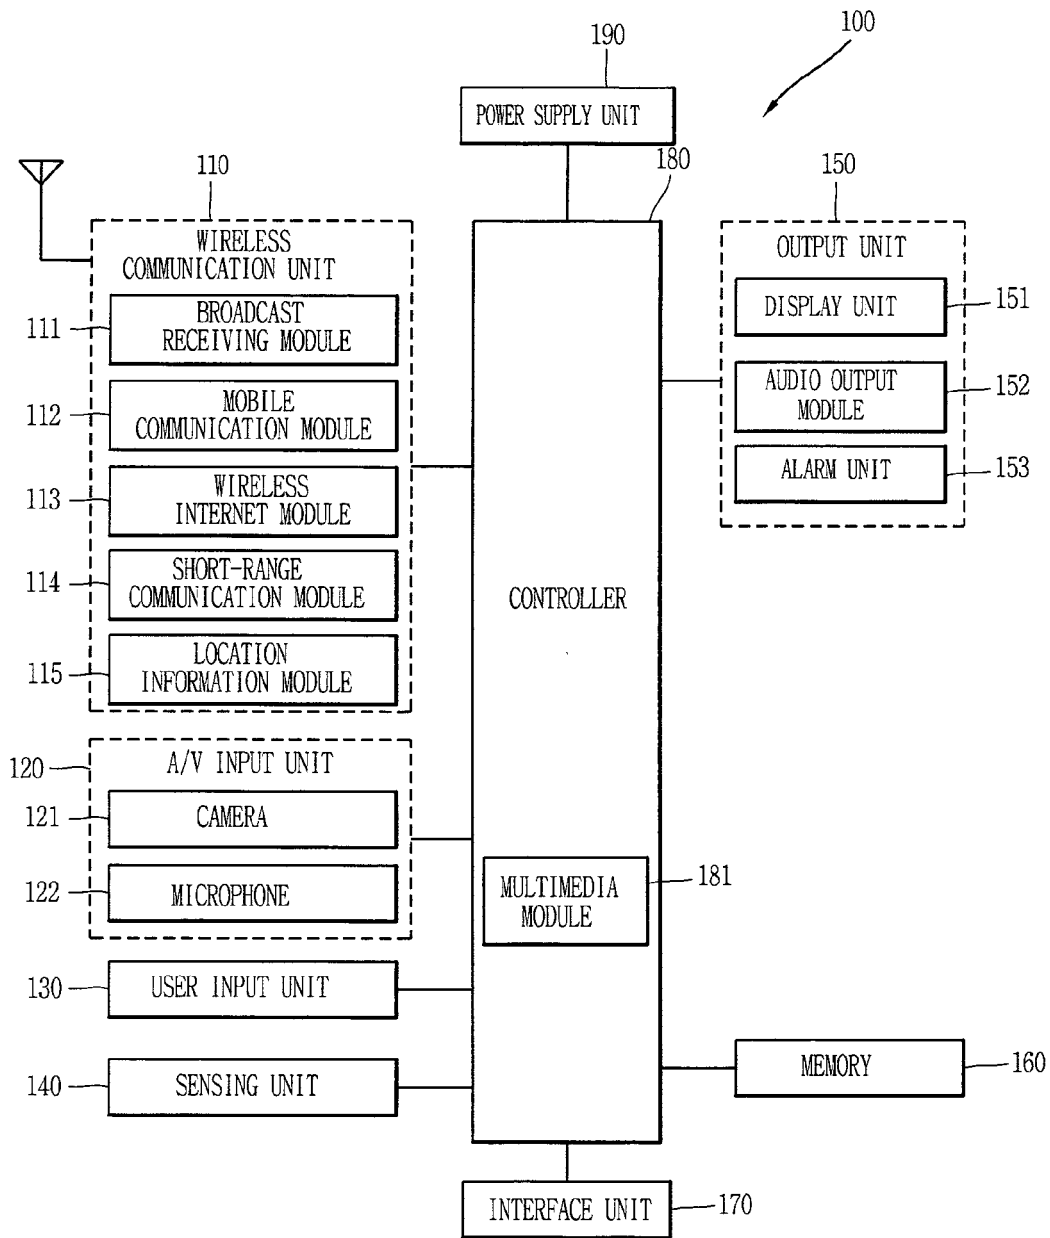 100
190
POWER SUPPLY UNIT
180
110
WIRELESS
COMMUNICATION UNIT
111
BROADCAST
RECEIVING MODULE
112
MOBILE
COMMUNICATION MODULE
113
WIRELESS
INTERNET MODULE
114
SHORT-RANGE
COMMUNICATION MODULE
115
LOCATION
INFORMATION MODULE
120
A/V INPUT UNIT
121
CAMERA
122
MICROPHONE
130
USER INPUT UNIT
140
SENSING UNIT
CONTROLLER
MULTIMEDIA
MODULE
181
150
OUTPUT UNIT
DISPLAY UNIT
151
AUDIO OUTPUT
MODULE
152
ALARM UNIT
153
MEMORY
160
INTERFACE UNIT
170